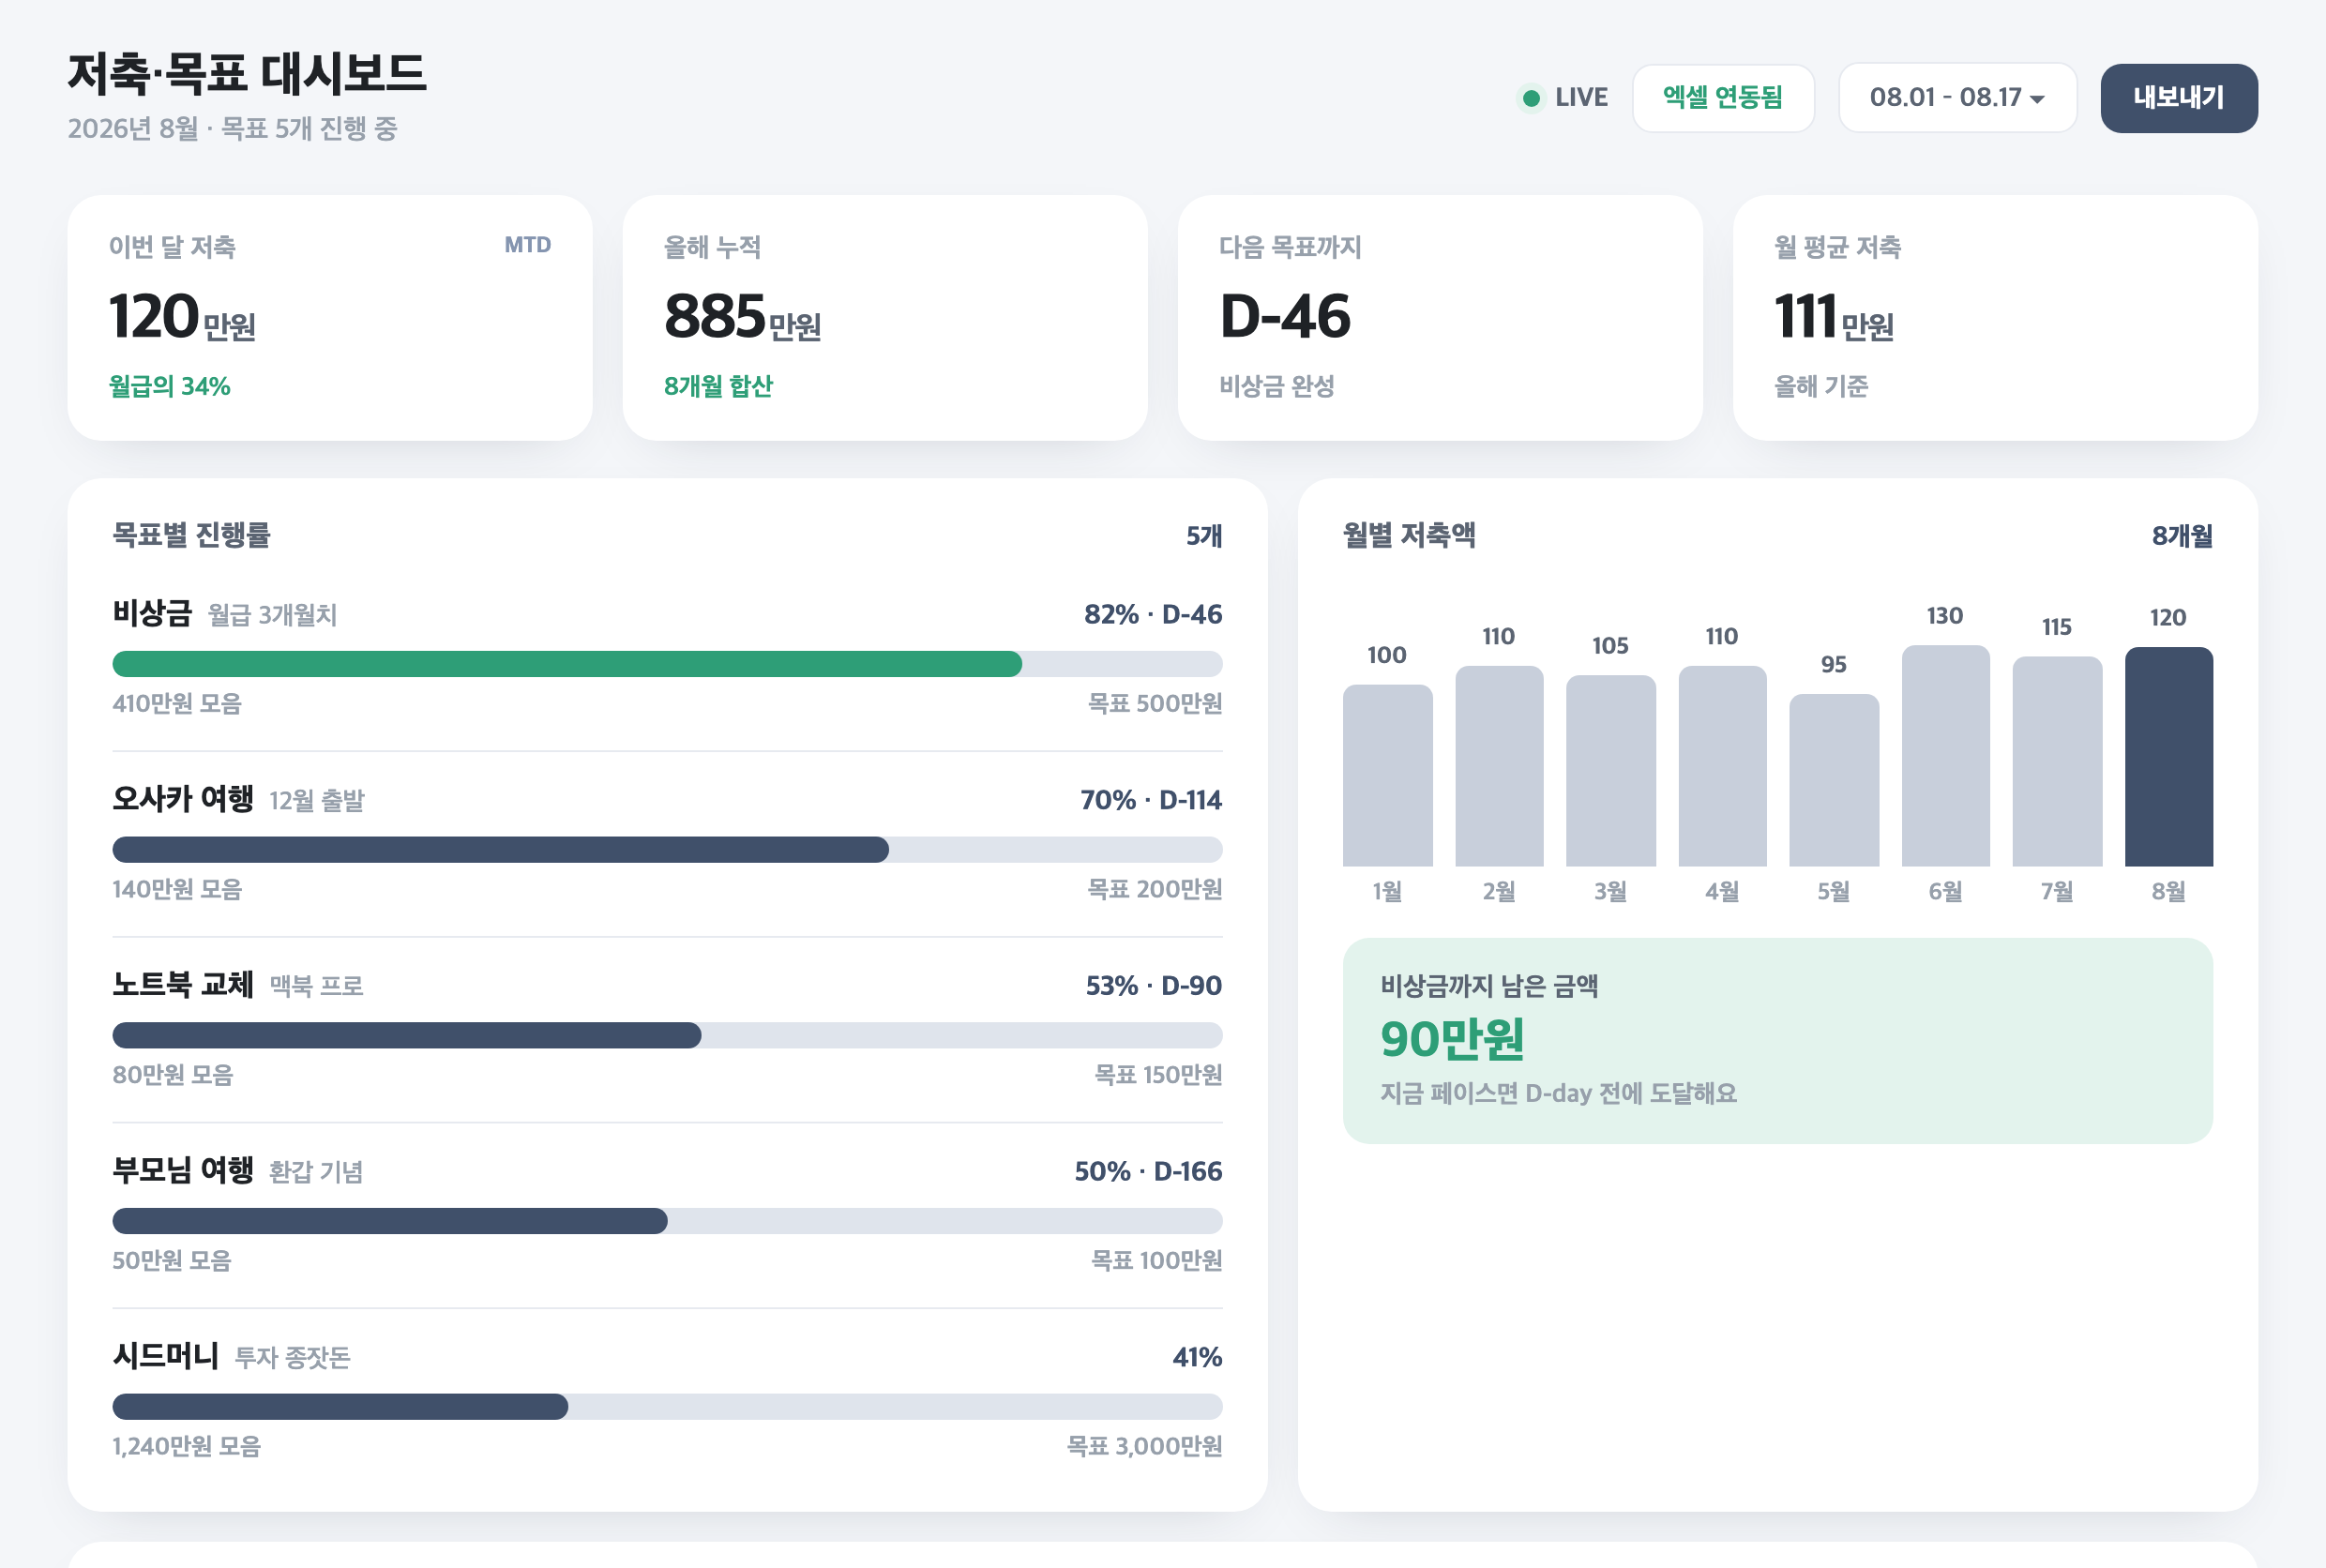 저축·목표 대시보드
2026년 8월 · 목표 5개 진행 중
LIVE
엑셀 연동됨
08.01 - 08.17
내보내기
이번 달 저축
MTD
120만원
월급의 34%
올해 누적
885만원
8개월 합산
다음 목표까지
D-46
비상금 완성
월 평균 저축
111만원
올해 기준
목표별 진행률
5개
비상금 월급 3개월치
82% · D-46
410만원 모음
목표 500만원
오사카 여행 12월 출발
70% · D-114
140만원 모음
목표 200만원
노트북 교체 맥북 프로
53% · D-90
80만원 모음
목표 150만원
부모님 여행 환갑 기념
50% · D-166
50만원 모음
목표 100만원
시드머니 투자 종잣돈
41%
1,240만원 모음
목표 3,000만원
월별 저축액
8개월
100
110
105
110
95
130
115
120
1월
2월
3월
4월
5월
6월
7월
8월
비상금까지 남은 금액
90만원
지금 페이스면 D-day 전에 도달해요